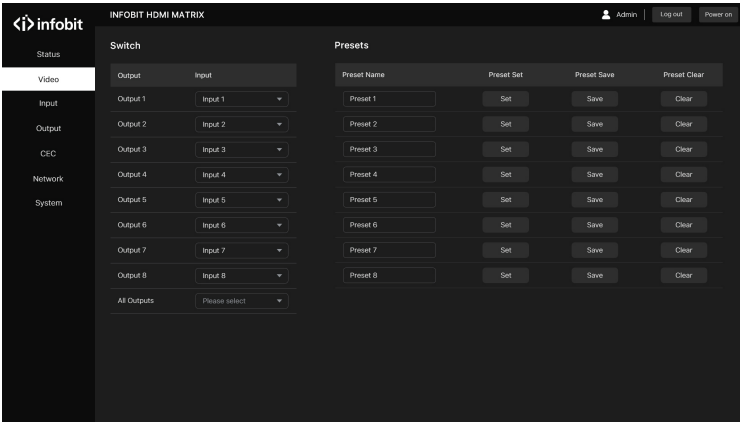 infobit
INFOBIT HDMI MATRIX
Admin
Log out
Power on
Status
Video
Input
Output
CEC
Network
System
Switch
Output Input
Output 1 Input 1
Output 2 Input 2
Output 3 Input 3
Output 4 Input 4
Output 5 Input 5
Output 6 Input 6
Output 7 Input 7
Output 8 Input 8
All Outputs Please select
Presets
Preset Name Preset Set Preset Save Preset Clear
Preset 1 Set Save Clear
Preset 2 Set Save Clear
Preset 3 Set Save Clear
Preset 4 Set Save Clear
Preset 5 Set Save Clear
Preset 6 Set Save Clear
Preset 7 Set Save Clear
Preset 8 Set Save Clear